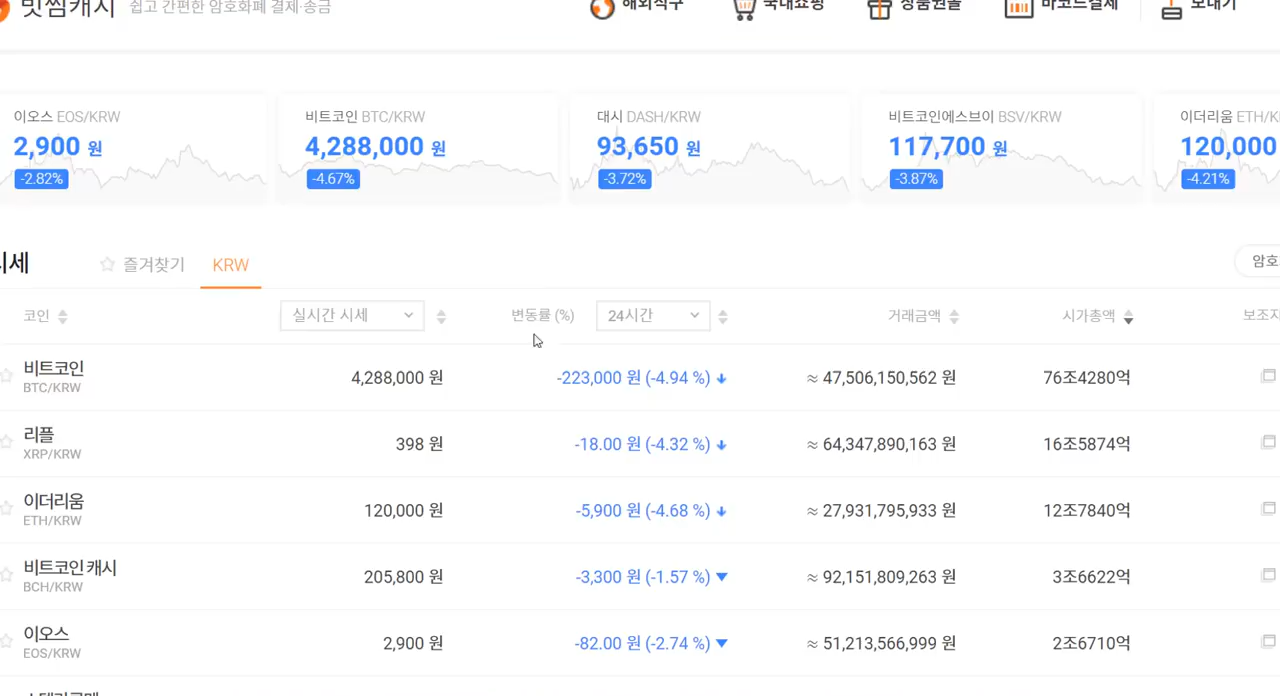 빗썸캐시 쉽고 간편한 암호화폐 결제·송금 해외직구 국내쇼핑 상품권몰 바코드결제 보내기
이오스 EOS/KRW
2,900 원
-2.82%
비트코인 BTC/KRW
4,288,000 원
-4.67%
대시 DASH/KRW
93,650 원
-3.72%
비트코인에스브이 BSV/KRW
117,700 원
-3.87%
이더리움 ETH/K
120,000
-4.21%
시세 즐겨찾기 KRW 암호
코인 실시간 시세 변동률 (%) 24시간 거래금액 시가총액 보조지
비트코인 4,288,000 원 -223,000 원 (-4.94 %) ≈ 47,506,150,562 원 76조4280억
BTC/KRW
리플 398 원 -18.00 원 (-4.32 %) ≈ 64,347,890,163 원 16조5874억
XRP/KRW
이더리움 120,000 원 -5,900 원 (-4.68 %) ≈ 27,931,795,933 원 12조7840억
ETH/KRW
비트코인 캐시 205,800 원 -3,300 원 (-1.57 %) ≈ 92,151,809,263 원 3조6622억
BCH/KRW
이오스 2,900 원 -82.00 원 (-2.74 %) ≈ 51,213,566,999 원 2조6710억
EOS/KRW